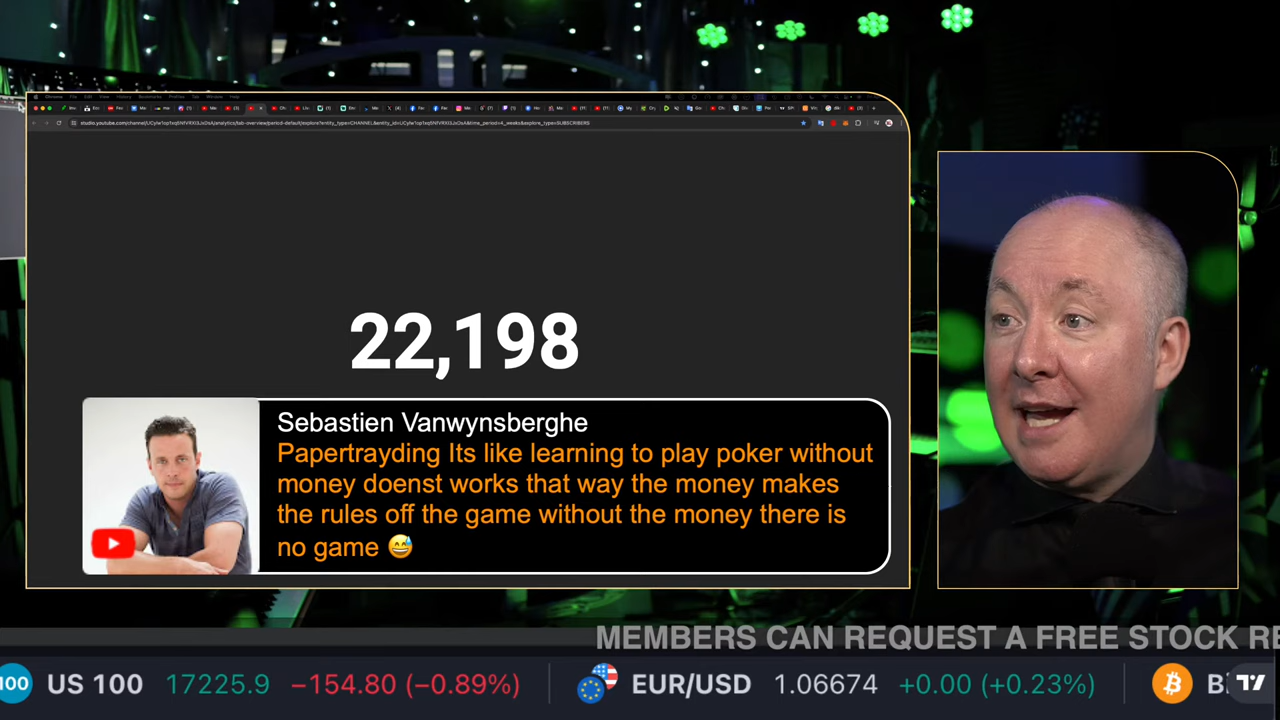 22,198
Sebastien Vanwynsberghe
Papertrayding Its like learning to play poker without
money doenst works that way the money makes
the rules off the game without the money there is
no game 😅
MEMBERS CAN REQUEST A FREE STOCK RE
100 US 100 17225.9 −154.80 (−0.89%) EUR/USD 1.06674 +0.00 (+0.23%) Bi